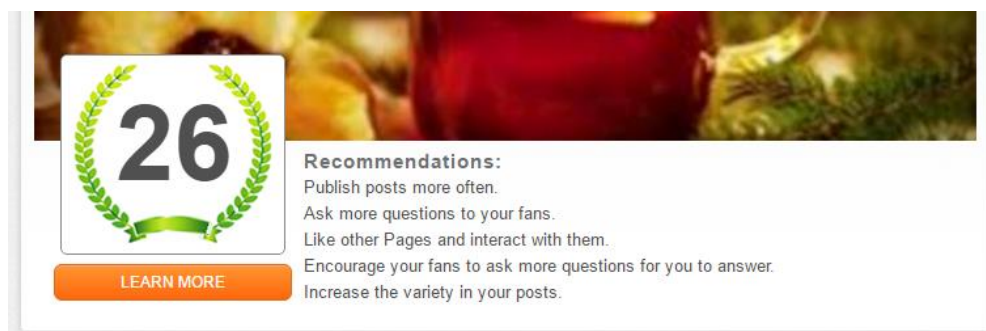 26
LEARN MORE
Recommendations:
Publish posts more often.
Ask more questions to your fans.
Like other Pages and interact with them.
Encourage your fans to ask more questions for you to answer.
Increase the variety in your posts.